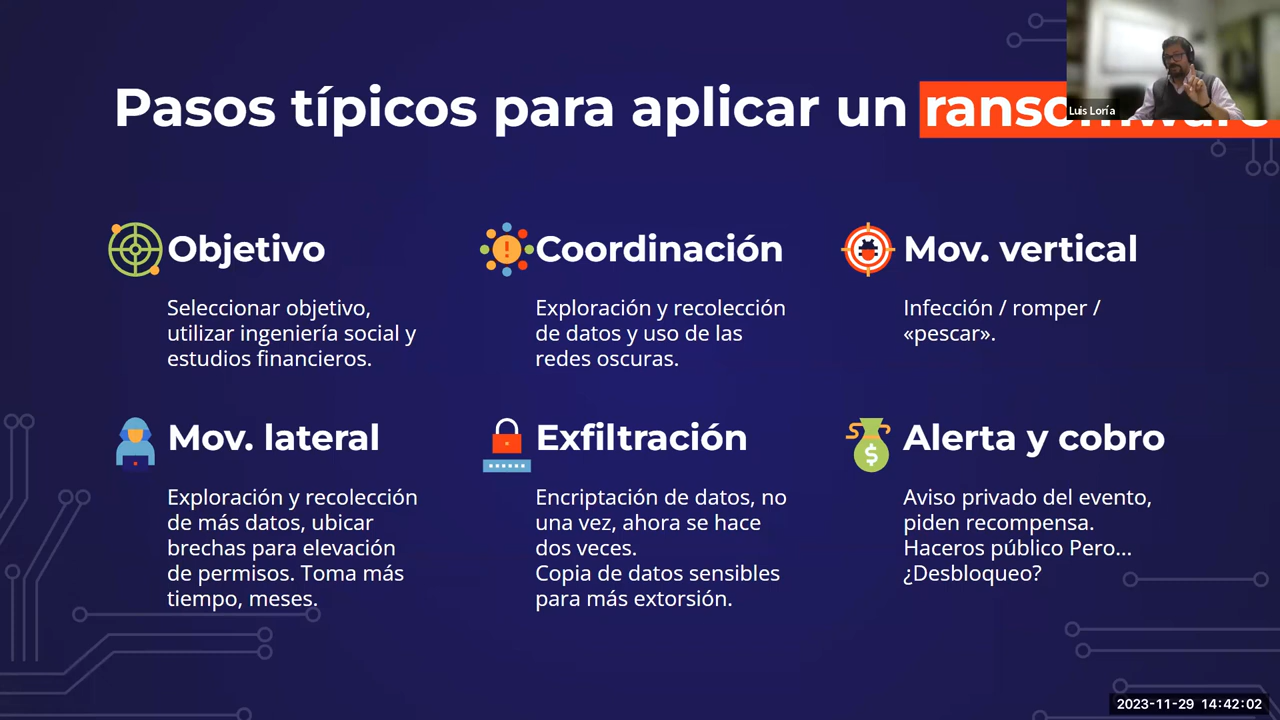 Pasos típicos para aplicar un ransomware
Luis Loría
Objetivo
Seleccionar objetivo,
utilizar ingeniería social y
estudios financieros.
Coordinación
Exploración y recolección
de datos y uso de las
redes oscuras.
Mov. vertical
Infección / romper /
«pescar».
Mov. lateral
Exploración y recolección
de más datos, ubicar
brechas para elevación
de permisos. Toma más
tiempo, meses.
Exfiltración
Encriptación de datos, no
una vez, ahora se hace
dos veces.
Copia de datos sensibles
para más extorsión.
Alerta y cobro
Aviso privado del evento,
piden recompensa.
Haceros público Pero...
¿Desbloqueo?
2023-11-29 14:42:02